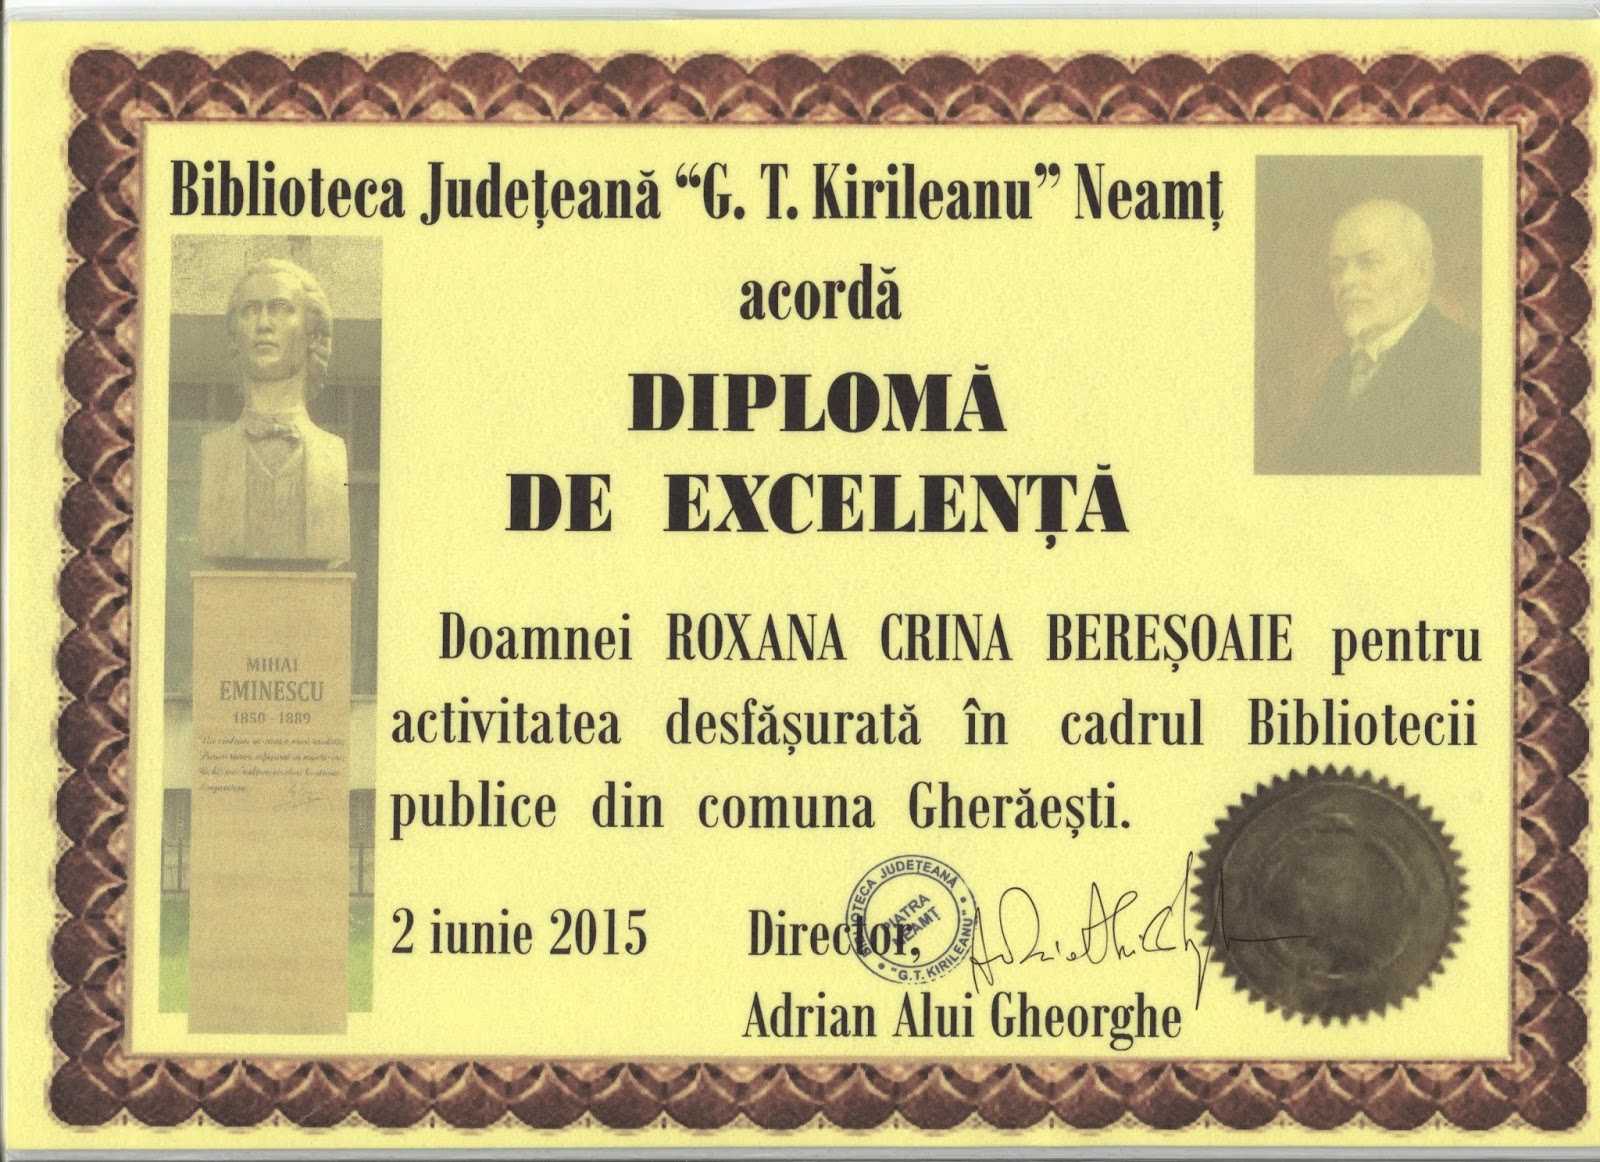 Biblioteca Județeană “G. T. Kirileanu” Neamț
acordă
DIPLOMĂ
DE EXCELENȚĂ
Doamnei ROXANA CRINA BEREȘOAIE pentru
activitatea desfășurată în cadrul Bibliotecii
publice din comuna Gherăești.
2 iunie 2015
Director,
Adrian Alui Gheorghe
BIBLIOTECA JUDEȚEANĂ
"G.T. KIRILEANU"
PIATRA
NEAMT
MIHAI
EMINESCU
1850 - 1889